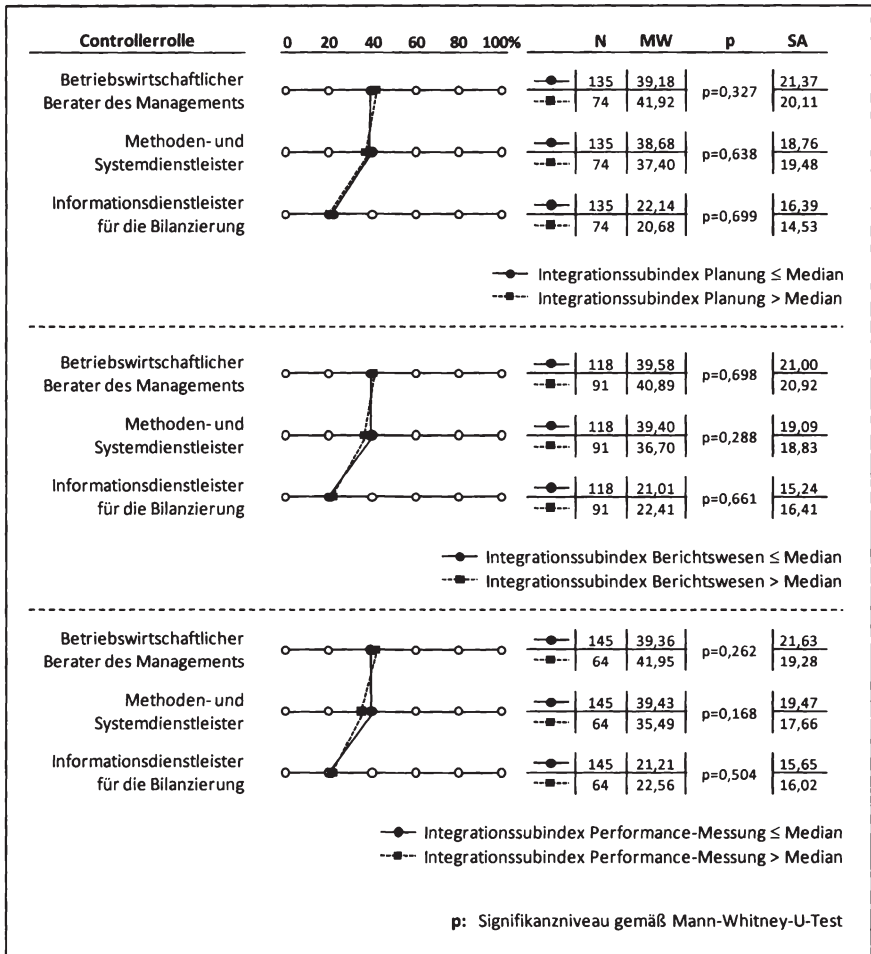 Controllerrolle 0 20 40 60 80 100% N MW p SA
Betriebswirtschaftlicher 135 39,18 21,37
Berater des Managements 74 41,92 p=0,327 20,11
Methoden- und 135 38,68 18,76
Systemdienstleister 74 37,40 p=0,638 19,48
Informationsdienstleister 135 22,14 16,39
für die Bilanzierung 74 20,68 p=0,699 14,53
Integrationssubindex Planung ≤ Median
Integrationssubindex Planung > Median
Betriebswirtschaftlicher 118 39,58 21,00
Berater des Managements 91 40,89 p=0,698 20,92
Methoden- und 118 39,40 19,09
Systemdienstleister 91 36,70 p=0,288 18,83
Informationsdienstleister 118 21,01 15,24
für die Bilanzierung 91 22,41 p=0,661 16,41
Integrationssubindex Berichtswesen ≤ Median
Integrationssubindex Berichtswesen > Median
Betriebswirtschaftlicher 145 39,36 21,63
Berater des Managements 64 41,95 p=0,262 19,28
Methoden- und 145 39,43 19,47
Systemdienstleister 64 35,49 p=0,168 17,66
Informationsdienstleister 145 21,21 15,65
für die Bilanzierung 64 22,56 p=0,504 16,02
Integrationssubindex Performance-Messung ≤ Median
Integrationssubindex Performance-Messung > Median
p: Signifikanzniveau gemäß Mann-Whitney-U-Test